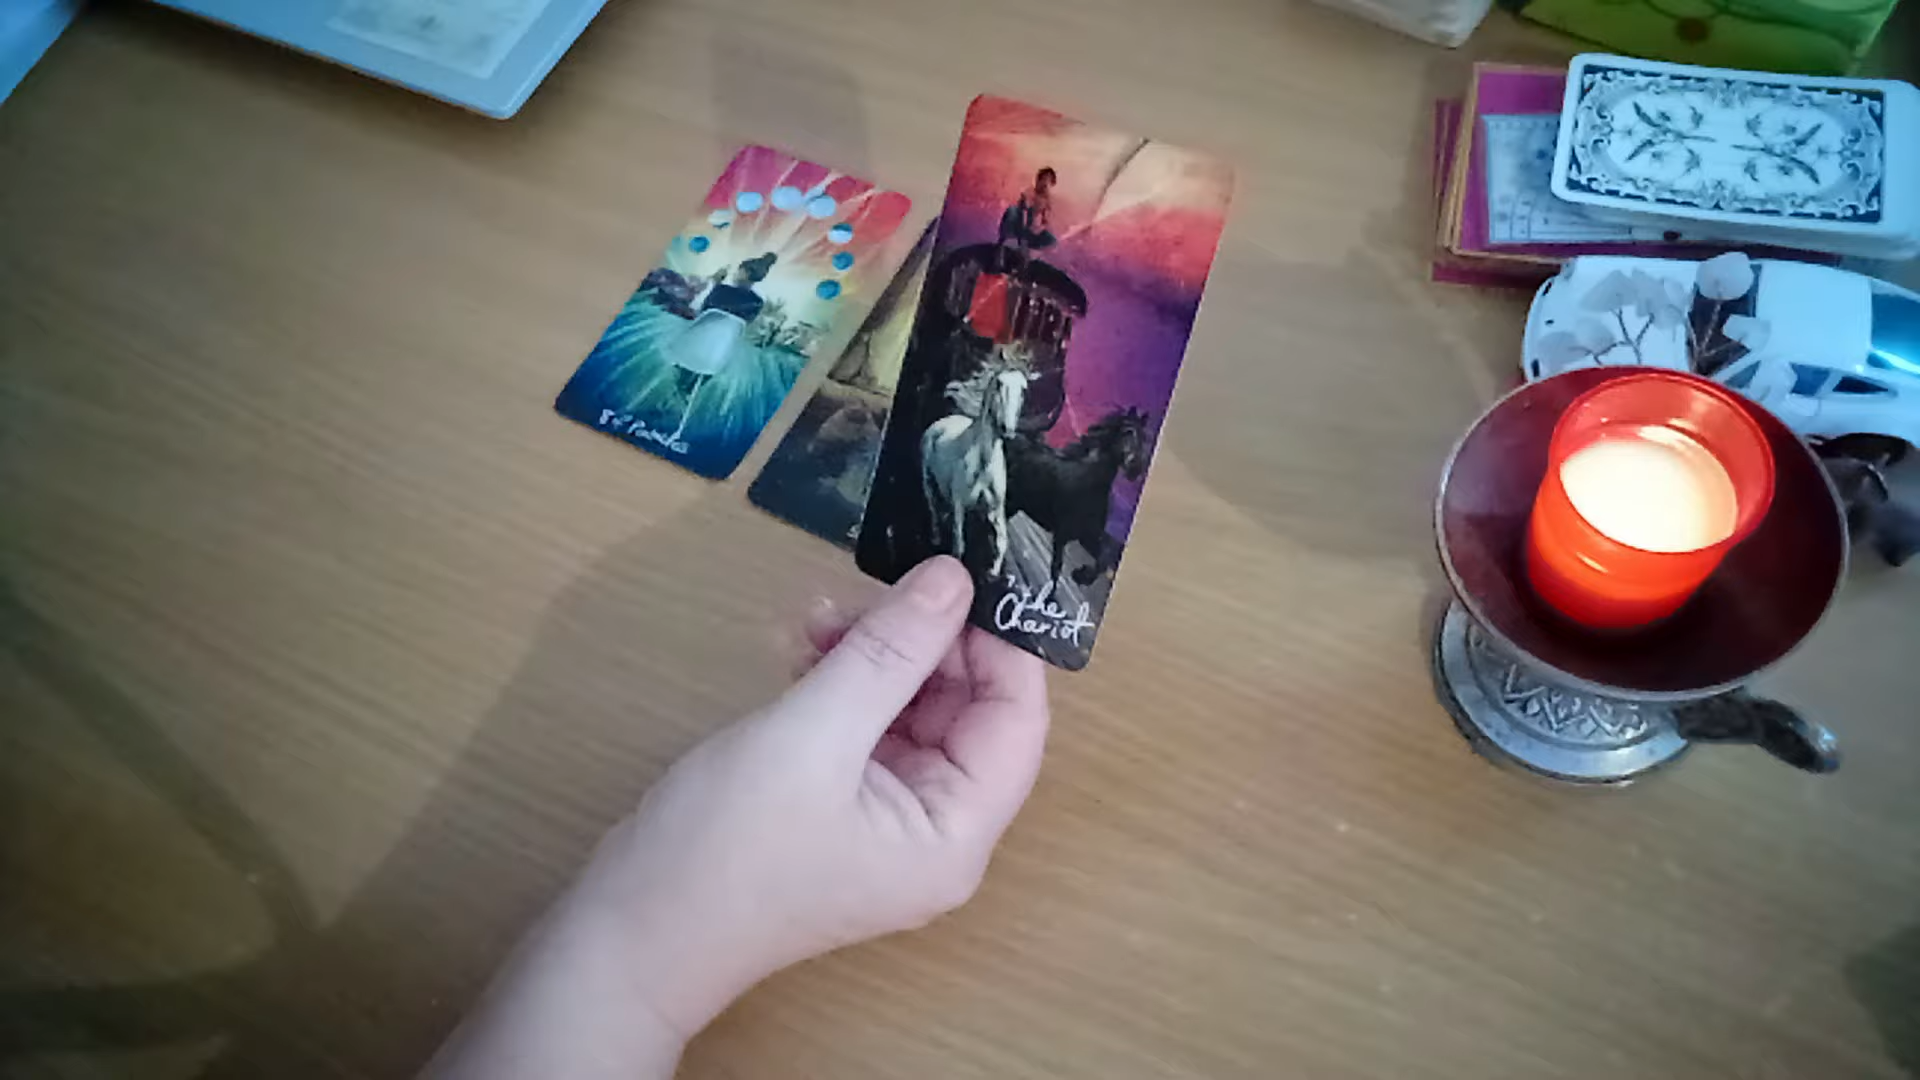 8 of Pentacles
The
Chariot